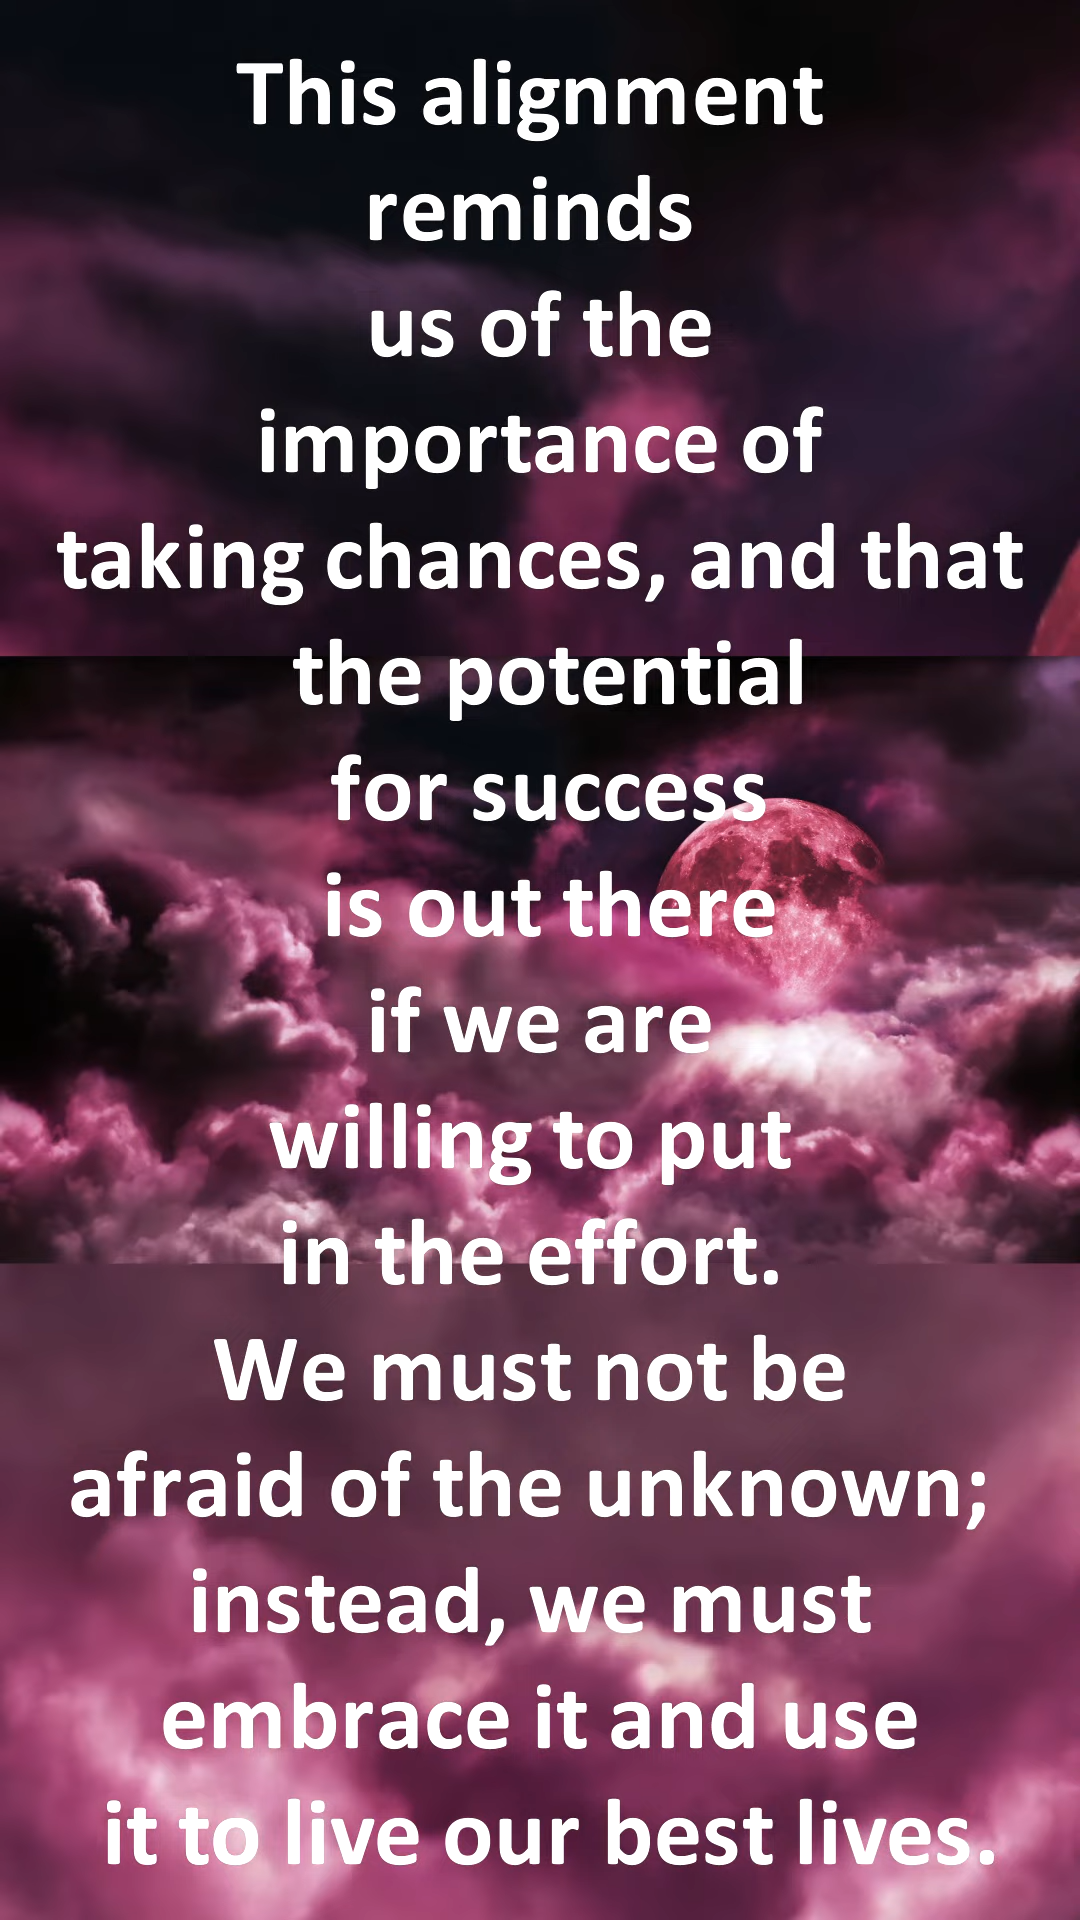 This alignment
reminds
us of the
importance of
taking chances, and that
the potential
for success
is out there
if we are
willing to put
in the effort.
We must not be
afraid of the unknown;
instead, we must
embrace it and use
it to live our best lives.